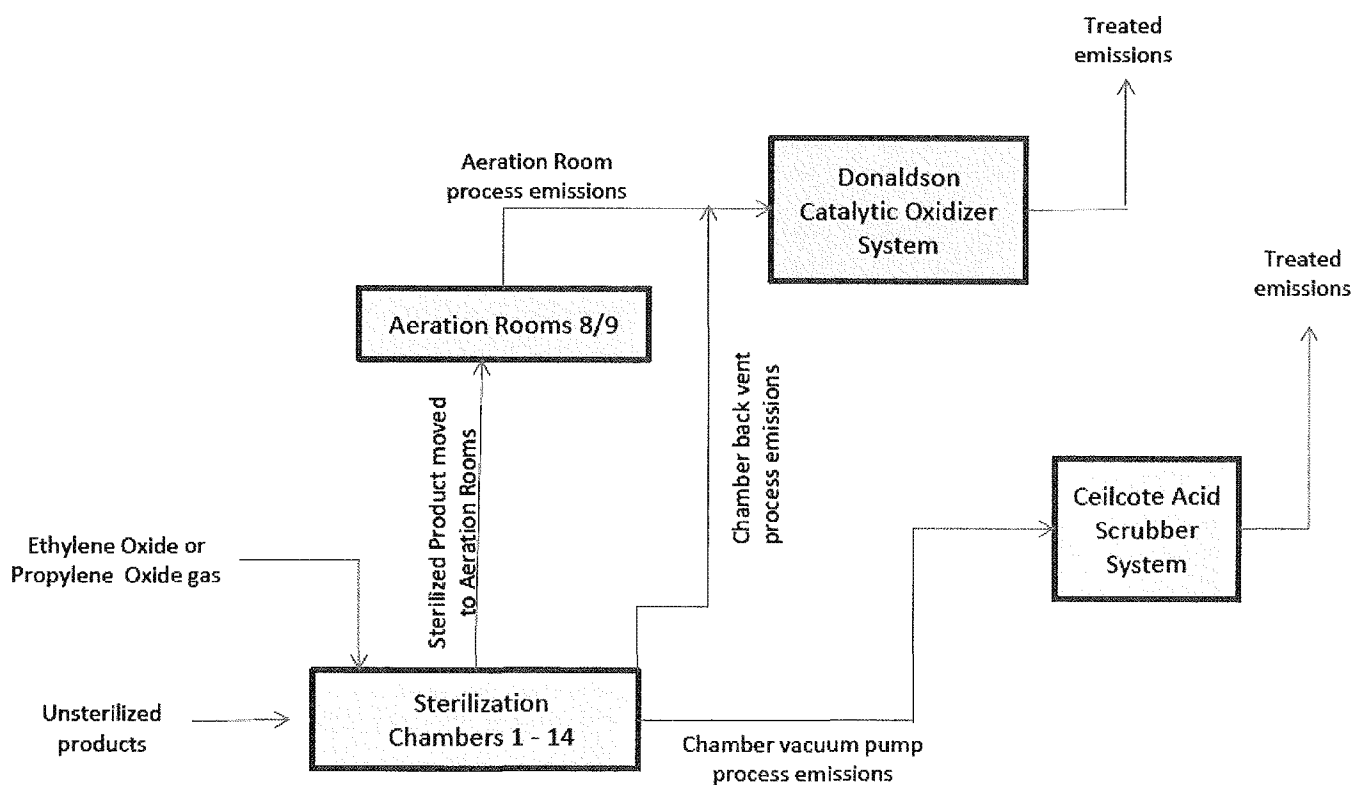 Treated
emissions
Aeration Room
process emissions
Donaldson
Catalytic Oxidizer
System
Treated
emissions
Aeration Rooms 8/9
Chamber back vent
process emissions
Sterilized Product moved
to Aeration Rooms
Ceilcote Acid
Scrubber
System
Ethylene Oxide or
Propylene Oxide gas
Sterilization
Chambers 1 - 14
Unsterilized
products
Chamber vacuum pump
process emissions